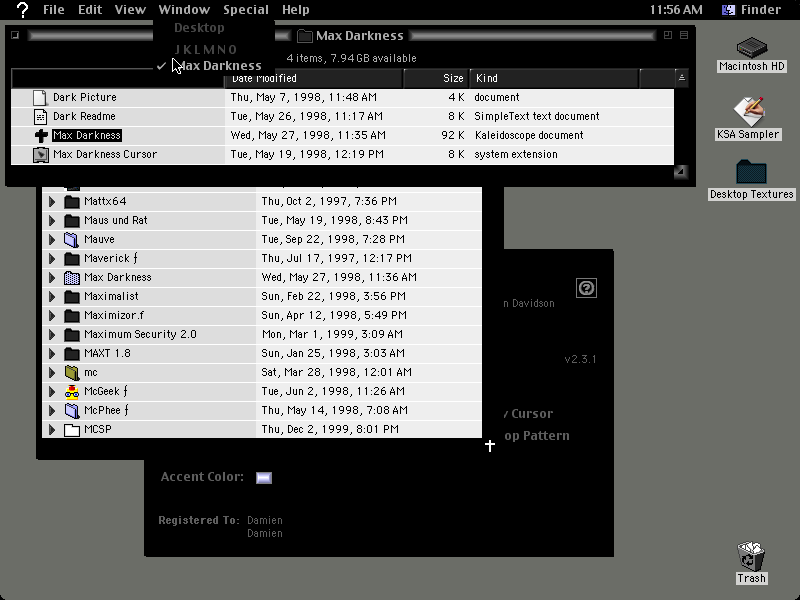 ? File Edit View Window Special Help 11:56 AM Finder
Desktop
J K L M N O
✓ Max Darkness
Max Darkness
4 items, 7.94 GB available
Date Modified Size Kind
Dark Picture Thu, May 7, 1998, 11:48 AM 4 K document
Dark Readme Tue, May 26, 1998, 11:17 AM 8 K SimpleText text document
Max Darkness Wed, May 27, 1998, 11:35 AM 92 K Kaleidoscope document
Max Darkness Cursor Tue, May 19, 1998, 12:19 PM 8 K system extension
Mattx64 Thu, Oct 2, 1997, 7:36 PM
Maus und Rat Tue, May 19, 1998, 8:43 PM
Mauve Tue, Sep 22, 1998, 7:28 PM
Maverick ƒ Thu, Jul 17, 1997, 12:17 PM
Max Darkness Wed, May 27, 1998, 11:36 AM
Maximalist Sun, Feb 22, 1998, 3:56 PM
Maximizor.f Sun, Apr 12, 1998, 5:49 PM
Maximum Security 2.0 Mon, Mar 1, 1999, 3:09 AM
MAXT 1.8 Sun, Jan 25, 1998, 3:03 AM
mc Sat, Mar 28, 1998, 12:01 AM
McGeek ƒ Tue, Jun 2, 1998, 11:26 AM
McPhee ƒ Thu, May 14, 1998, 7:08 AM
MCSP Thu, Dec 2, 1999, 8:01 PM
n Davidson
?
v2.3.1
Cursor
op Pattern
Accent Color:
Registered To: Damien
Damien
Macintosh HD
KSA Sampler
Desktop Textures
Trash